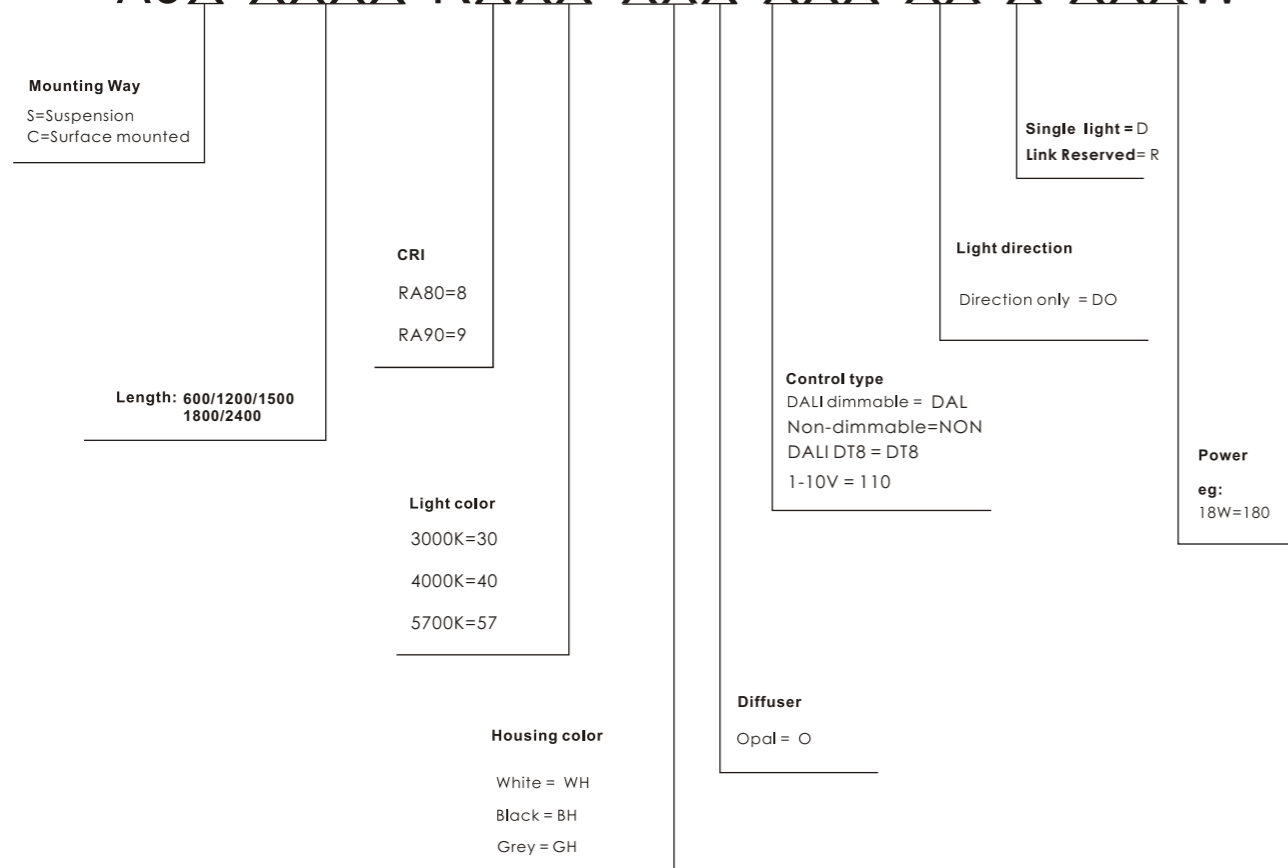 Mounting Way
S=Suspension
C=Surface mounted
Single light = D
Link Reserved= R
CRI
RA80=8
RA90=9
Light direction
Direction only = DO
Length: 600/1200/1500
1800/2400
Control type
DALI dimmable = DAL
Non-dimmable=NON
DALI DT8 = DT8
1-10V = 110
Power
eg:
18W=180
Light color
3000K=30
4000K=40
5700K=57
Diffuser
Opal = O
Housing color
White = WH
Black = BH
Grey = GH